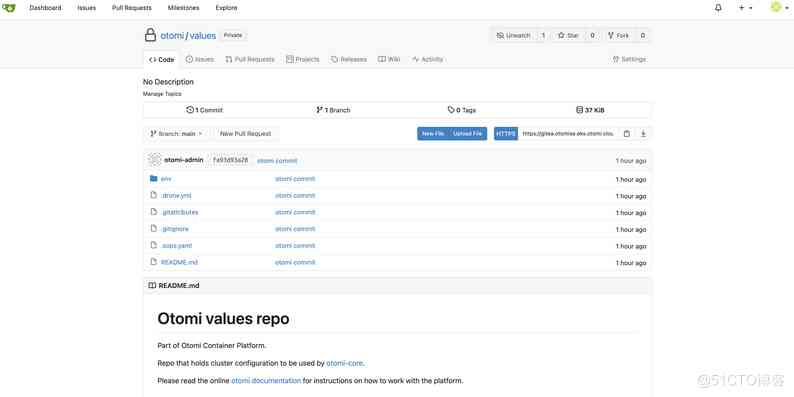 Dashboard Issues Pull Requests Milestones Explore
otomi / values Private Unwatch 1 Star 0 Fork 0
Code Issues Pull Requests Projects Releases Wiki Activity Settings
No Description
Manage Topics
1 Commit 1 Branch 0 Tags 37 KiB
Branch: main New Pull Request New File Upload File HTTPS
otomi-admin otomi commit 1 hour ago
env otomi commit 1 hour ago
.drone.yml otomi commit 1 hour ago
.gitattributes otomi commit 1 hour ago
.gitignore otomi commit 1 hour ago
.sops.yaml otomi commit 1 hour ago
README.md otomi commit 1 hour ago
README.md
Otomi values repo
Part of Otomi Container Platform.
Repo that holds cluster configuration to be used by otomi-core.
Please read the online otomi documentation for instructions on how to work with the platform.
@51CTO博客